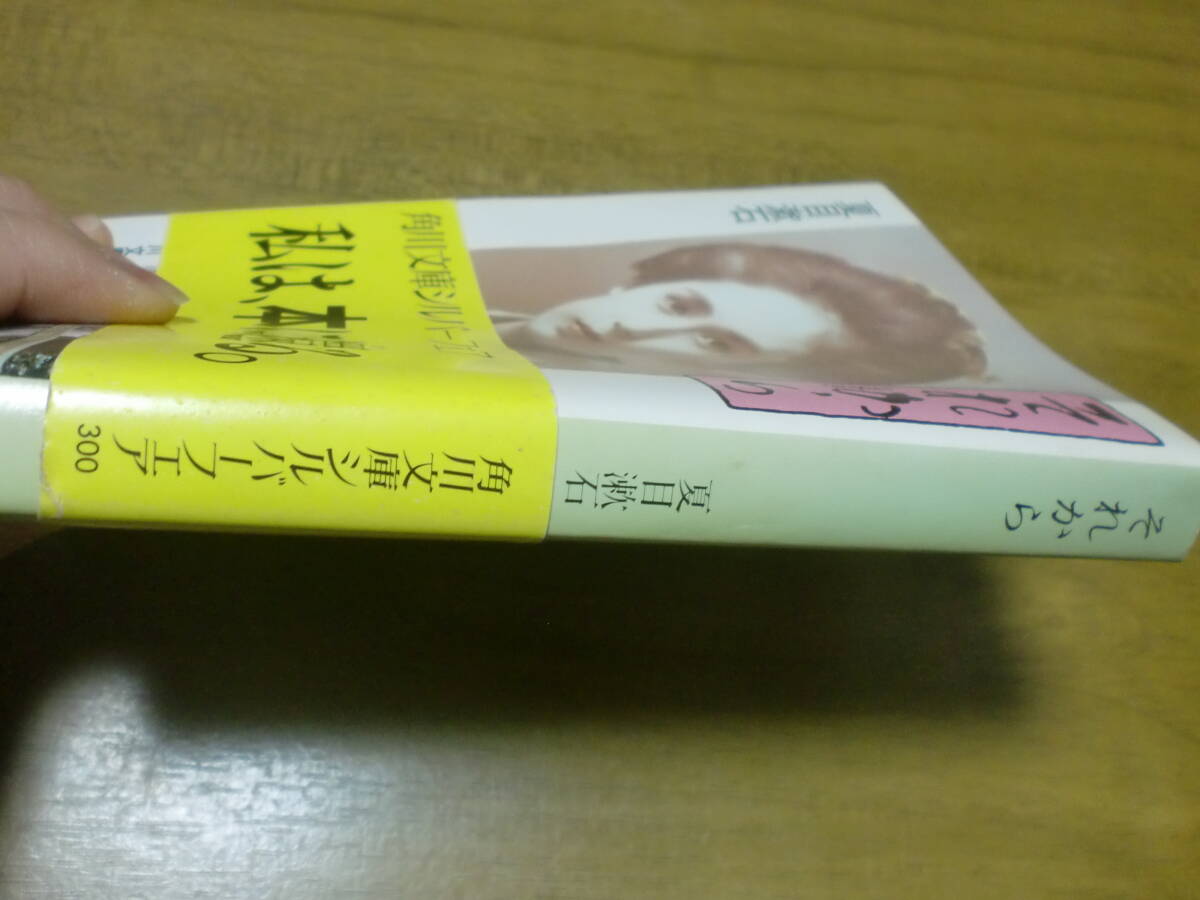 夏目漱石
それから
角川文庫シルバーフェア
私は、本
それから
夏目漱石
角川文庫シルバーフェア
300